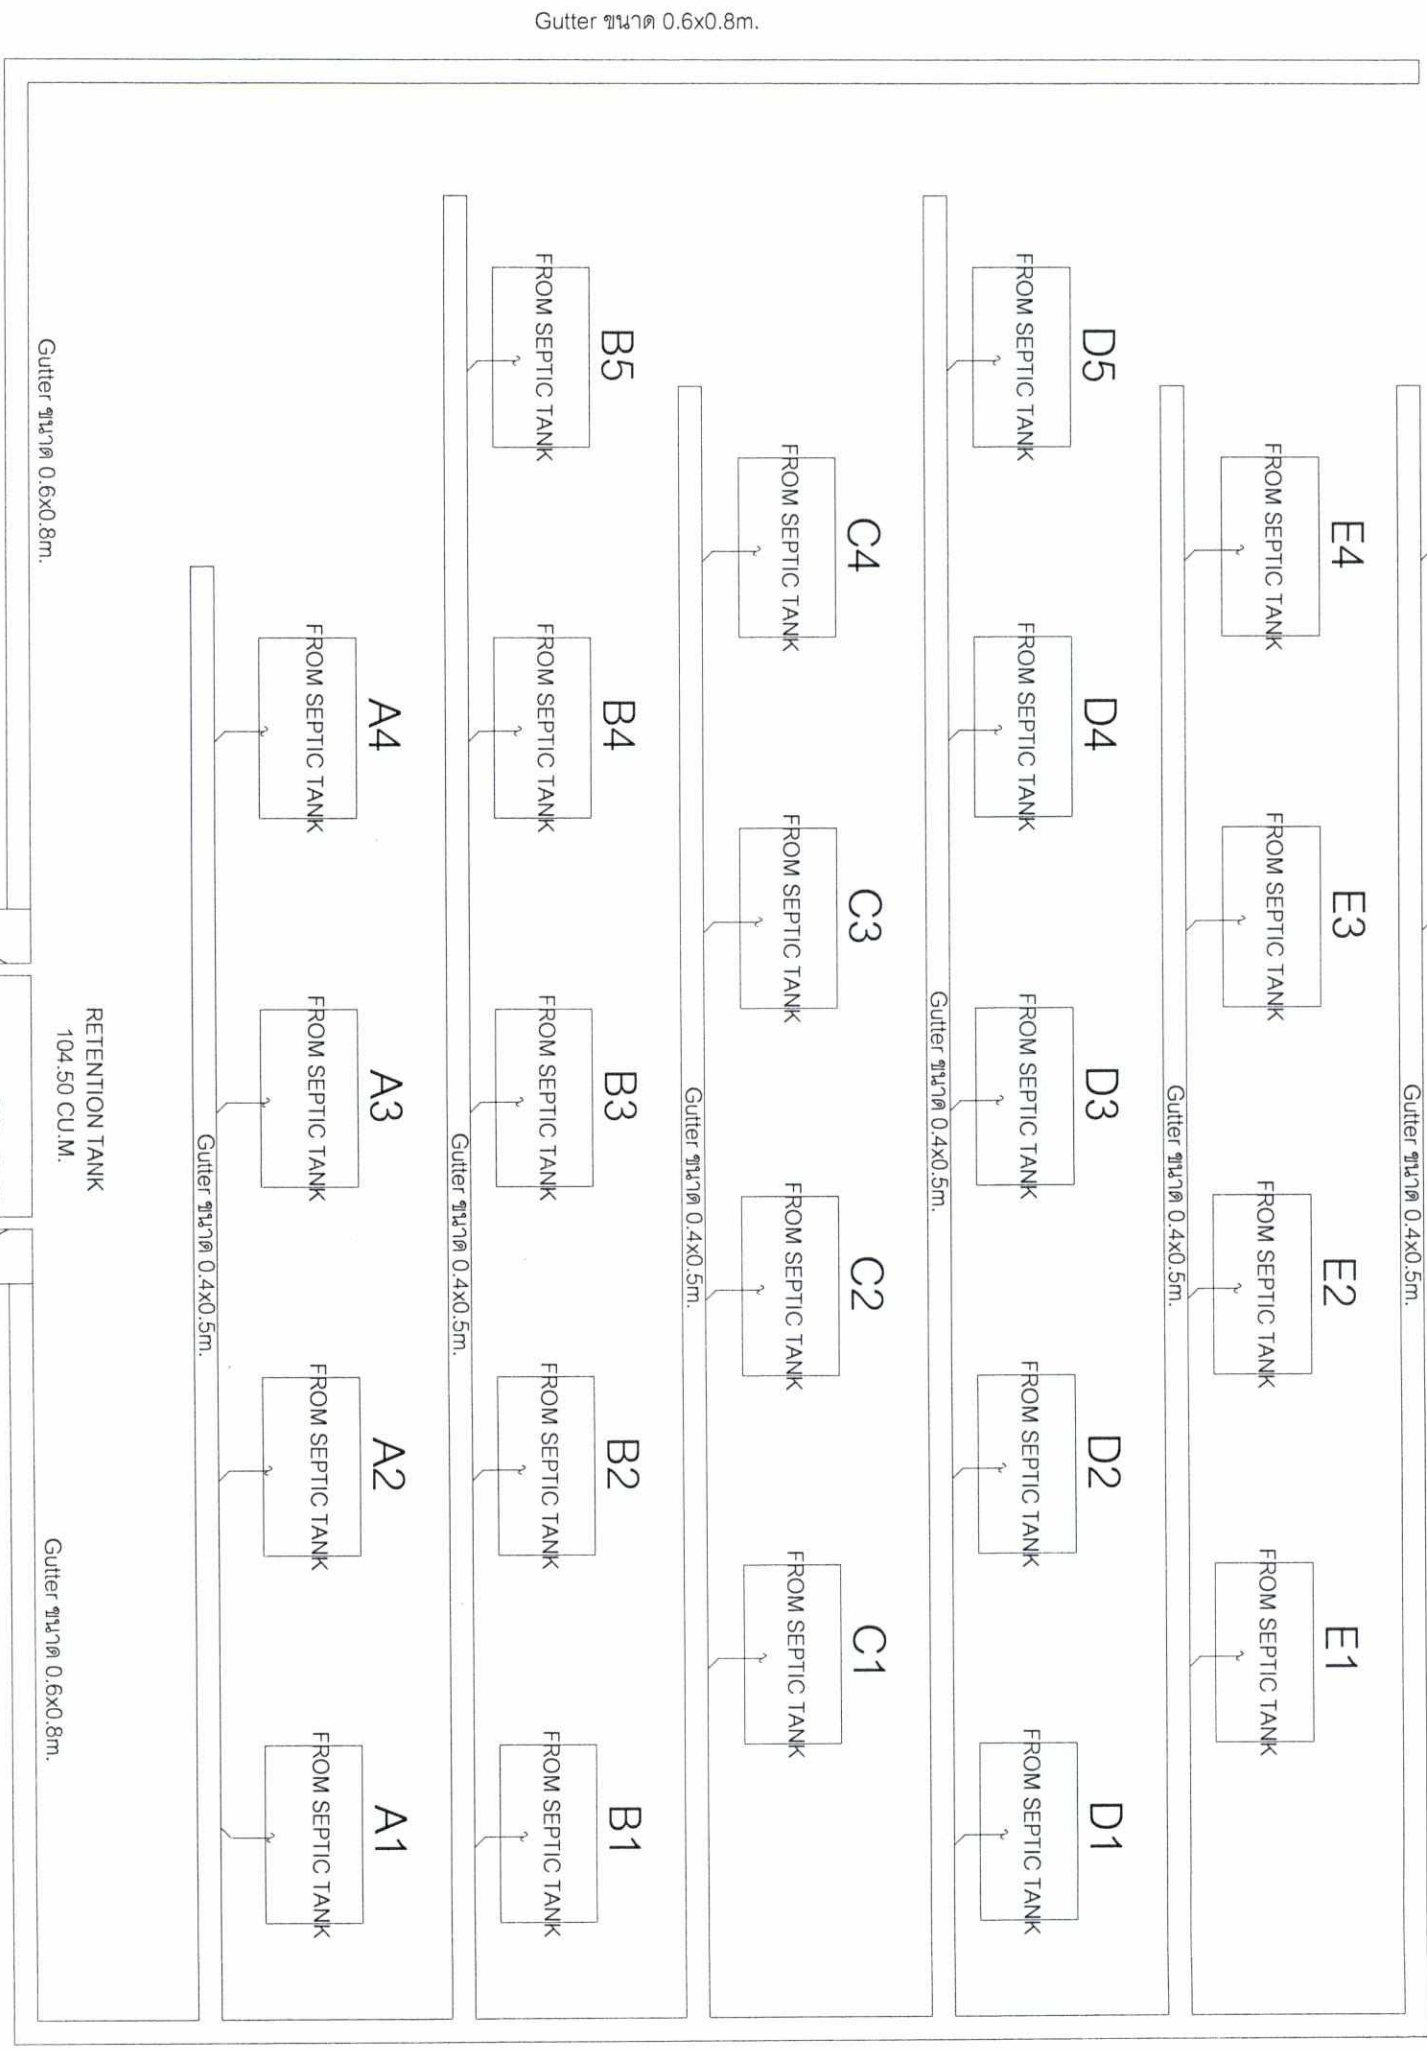 Gutter ขนาด 0.6x0.8m.
D5
FROM SEPTIC TANK
B5
FROM SEPTIC TANK
E4
FROM SEPTIC TANK
C4
FROM SEPTIC TANK
Gutter ขนาด 0.6x0.8m.
D4
FROM SEPTIC TANK
B4
FROM SEPTIC TANK
A4
FROM SEPTIC TANK
E3
FROM SEPTIC TANK
C3
FROM SEPTIC TANK
D3
FROM SEPTIC TANK
B3
FROM SEPTIC TANK
A3
FROM SEPTIC TANK
Gutter ขนาด 0.4x0.5m.
Gutter ขนาด 0.4x0.5m.
Gutter ขนาด 0.4x0.5m.
Gutter ขนาด 0.4x0.5m.
Gutter ขนาด 0.4x0.5m.
Gutter ขนาด 0.4x0.5m.
RETENTION TANK
104.50 CU.M.
E2
FROM SEPTIC TANK
C2
FROM SEPTIC TANK
D2
FROM SEPTIC TANK
B2
FROM SEPTIC TANK
A2
FROM SEPTIC TANK
E1
FROM SEPTIC TANK
C1
FROM SEPTIC TANK
Gutter ขนาด 0.6x0.8m.
D1
FROM SEPTIC TANK
B1
FROM SEPTIC TANK
A1
FROM SEPTIC TANK